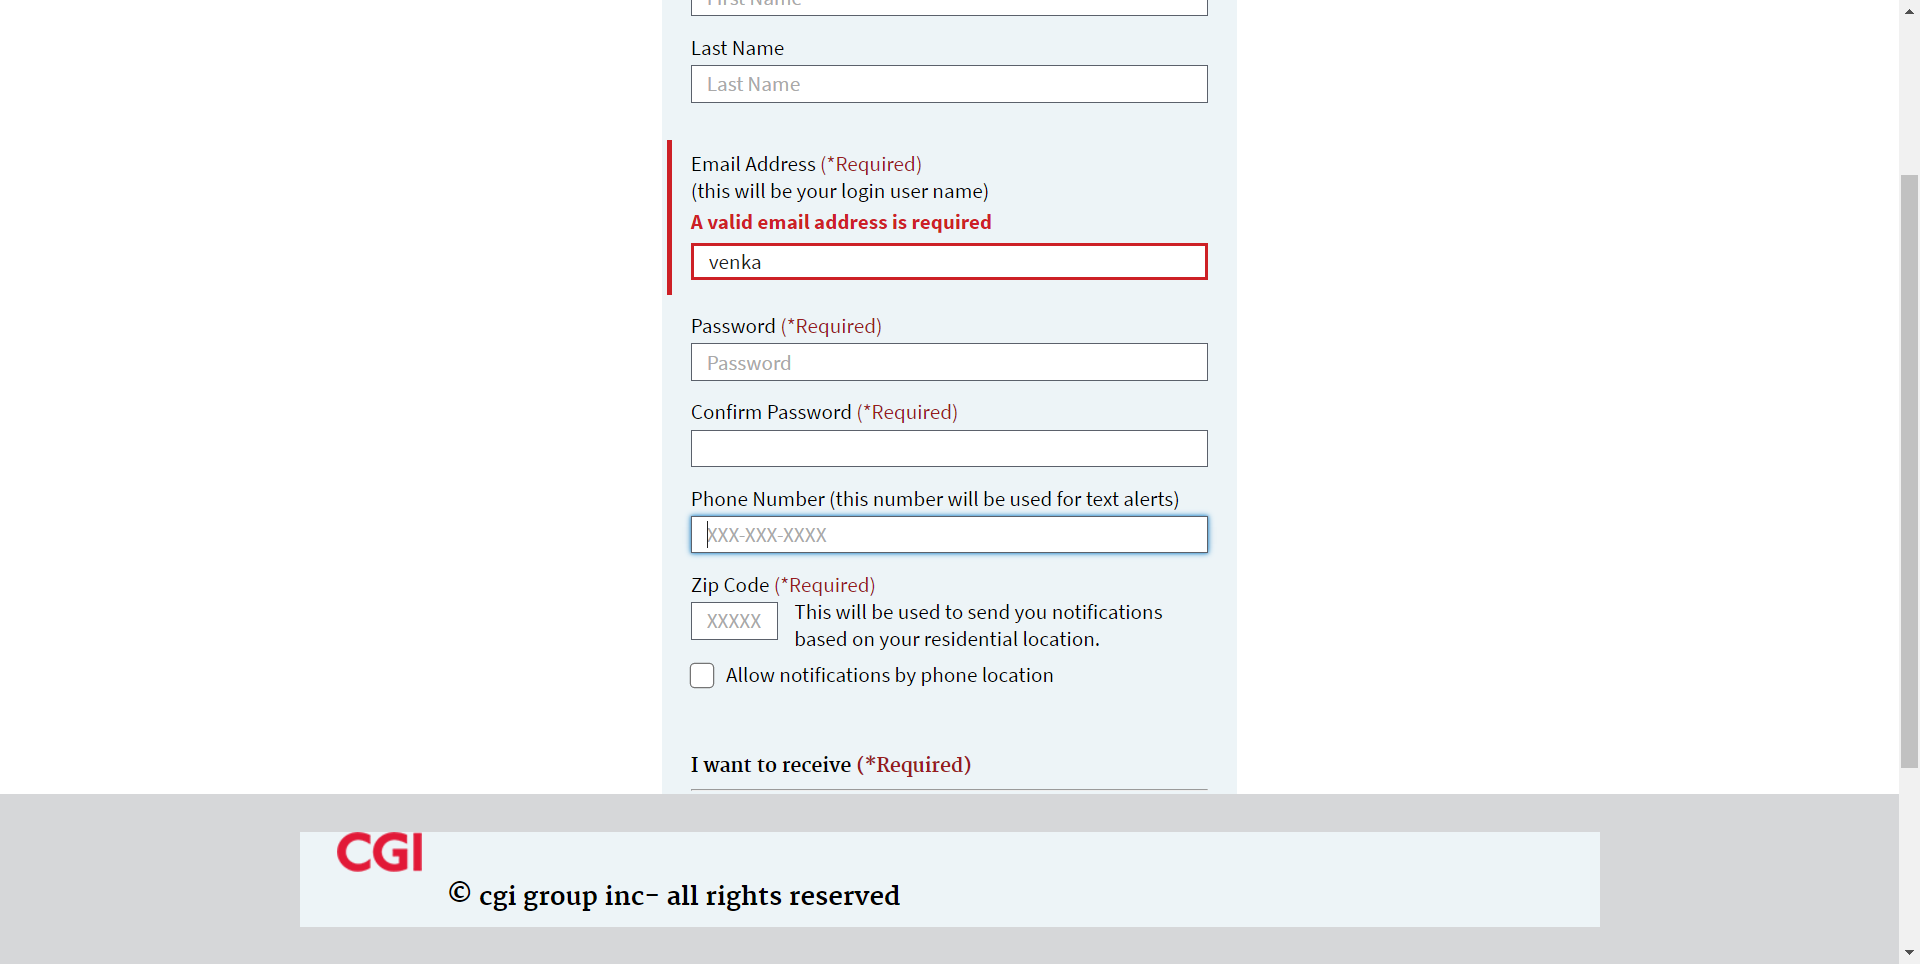 First Name
Last Name
Last Name
Email Address (*Required)
(this will be your login user name)
A valid email address is required
venka
Password (*Required)
Password
Confirm Password (*Required)
Phone Number (this number will be used for text alerts)
XXX-XXX-XXXX
Zip Code (*Required)
XXXXX
This will be used to send you notifications
based on your residential location.
Allow notifications by phone location
I want to receive (*Required)
CGI
© cgi group inc- all rights reserved